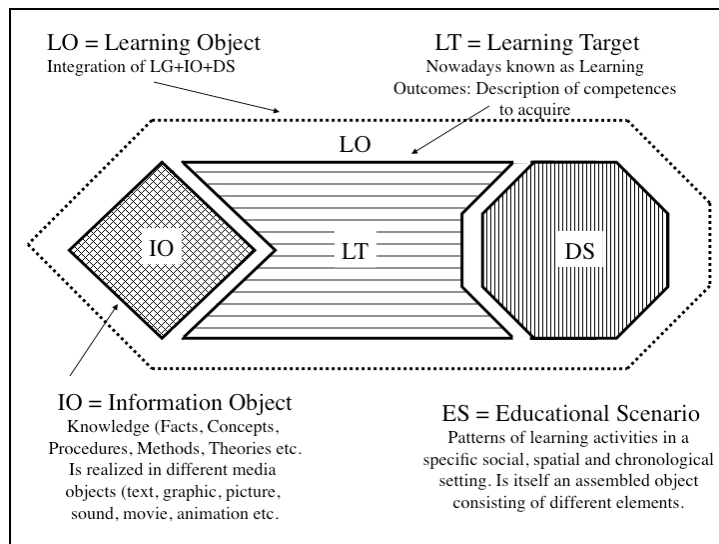 LO = Learning Object
Integration of LG+IO+DS
LT = Learning Target
Nowadays known as Learning
Outcomes: Description of competences
to acquire
LO
IO
LT
DS
IO = Information Object
Knowledge (Facts, Concepts,
Procedures, Methods, Theories etc.
Is realized in different media
objects (text, graphic, picture,
sound, movie, animation etc.
ES = Educational Scenario
Patterns of learning activities in a
specific social, spatial and chronological
setting. Is itself an assembled object
consisting of different elements.